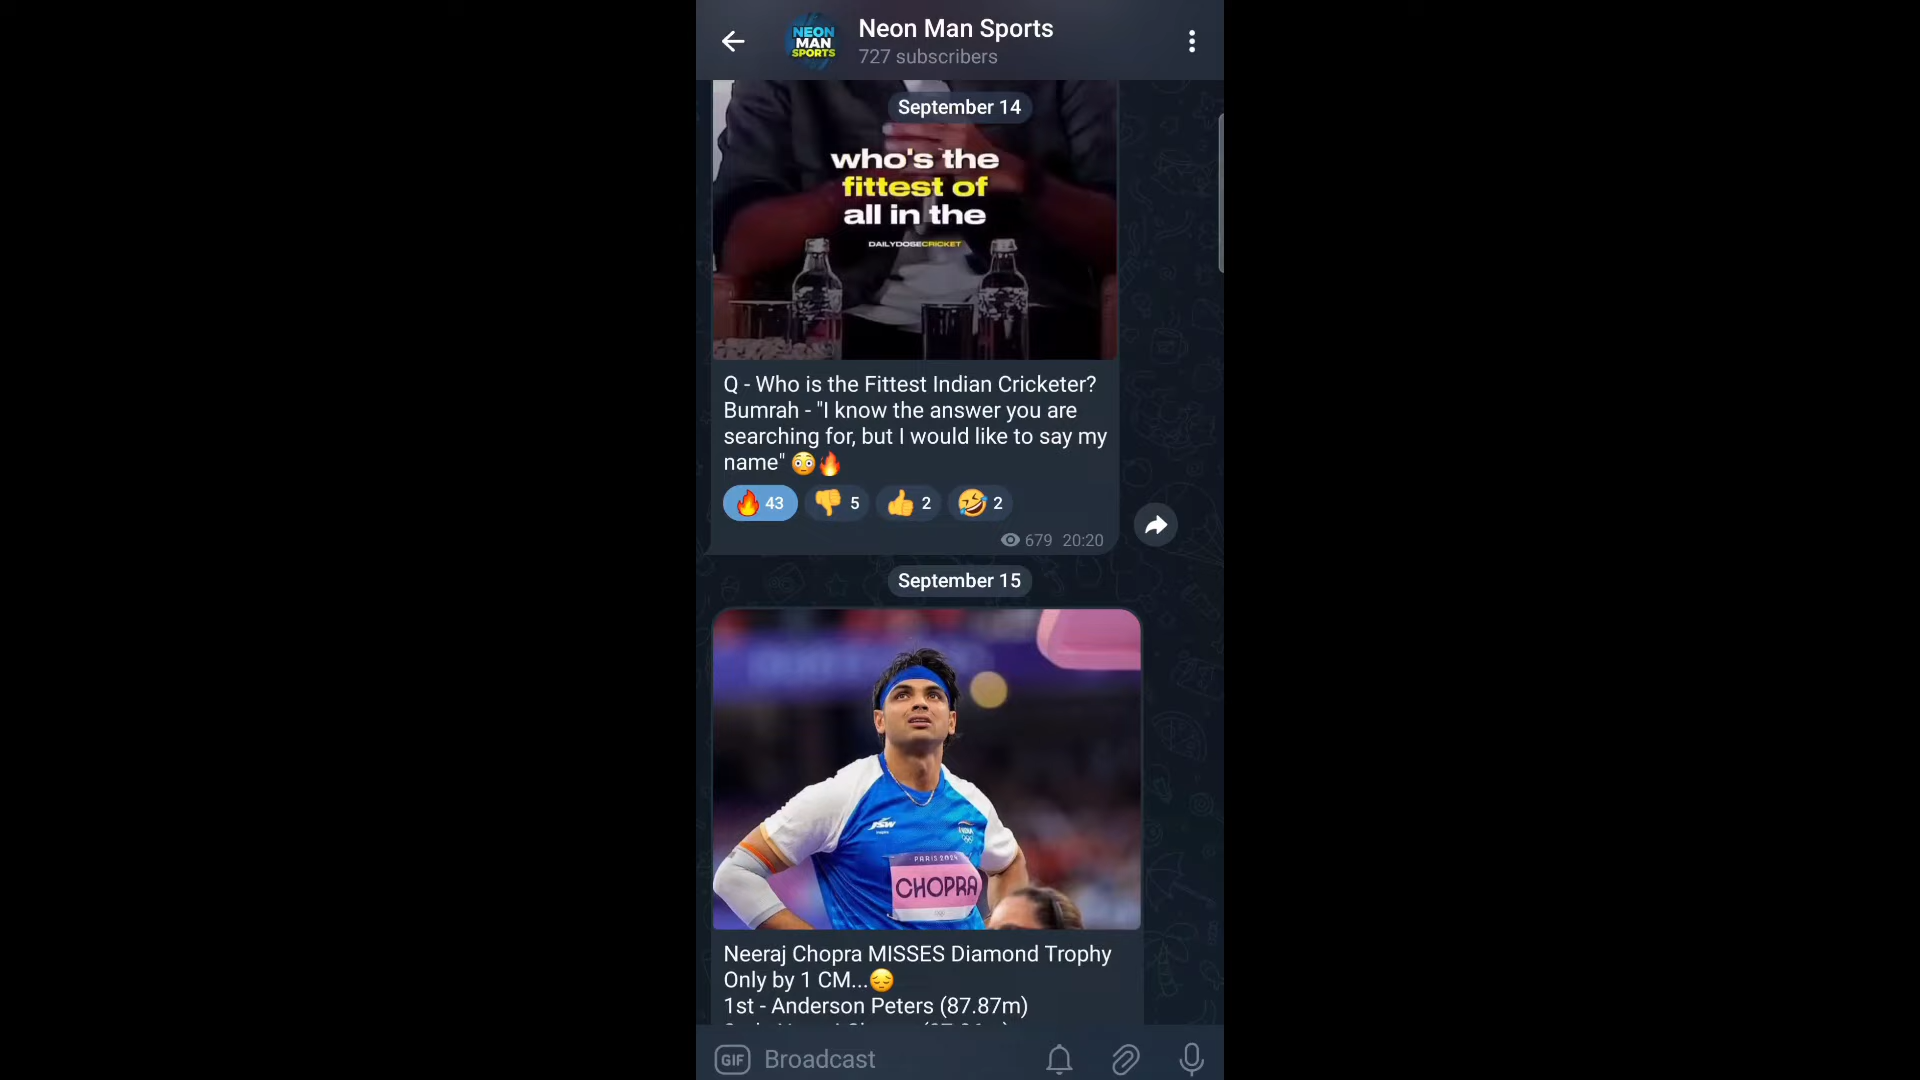 Neon Man Sports
727 subscribers
NEON
MAN
SPORTS
September 14
who's the
fittest of
all in the
DAILYDOSECRICKET
Q - Who is the Fittest Indian Cricketer?
Bumrah - "I know the answer you are
searching for, but I would like to say my
name" 😳🔥
🔥 43 👎 5 👍 2 🤣 2
679 20:20
September 15
JSW
INDIA
PARIS 2024
CHOPRA
Neeraj Chopra MISSES Diamond Trophy
Only by 1 CM...😔
1st - Anderson Peters (87.87m)
GIF Broadcast